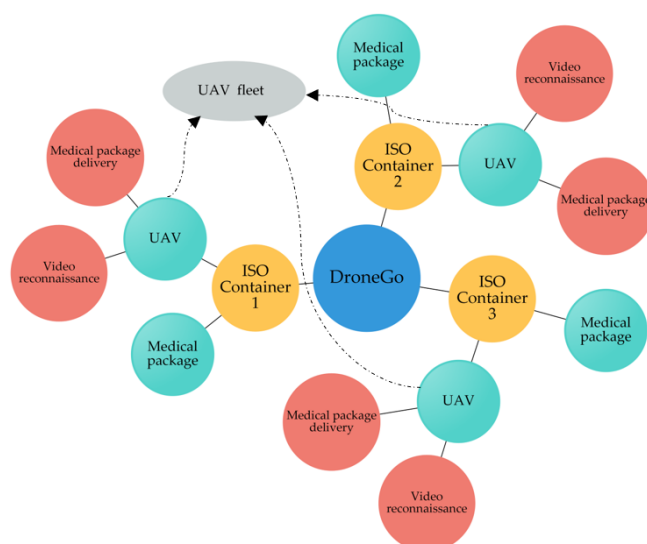 Medical
package
UAV  fleet
Video
reconnaissance
Medical package
delivery
ISO
Container
2
UAV
Medical package
delivery
UAV
Video
reconnaissance
ISO
Container
1
DroneGo
ISO
Container
3
Medical
package
Medical
package
UAV
Medical package
delivery
Video
reconnaissance